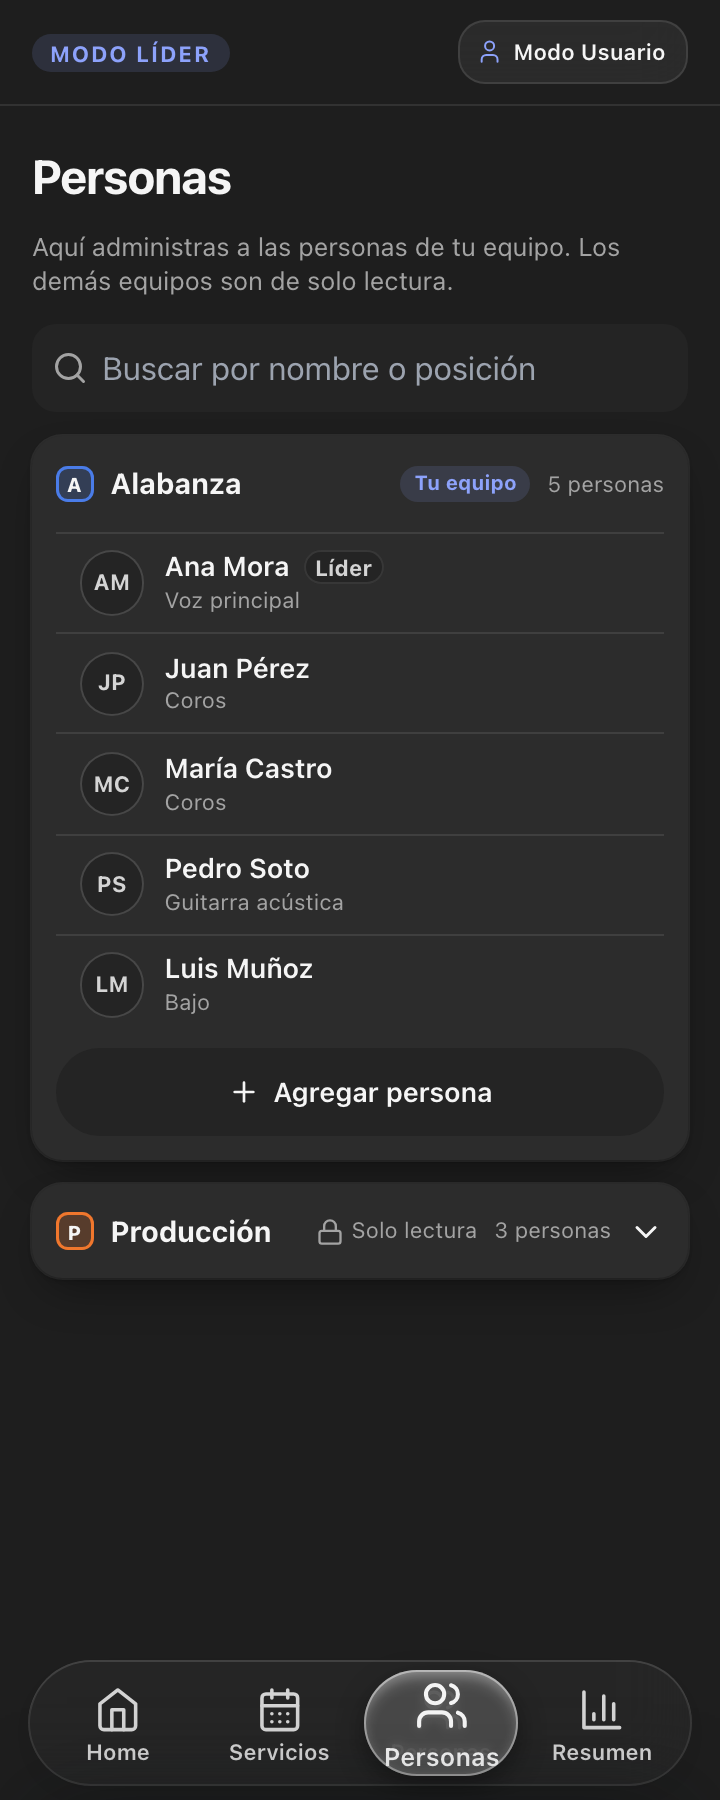 MODO LÍDER
Modo Usuario
Personas
Aquí administras a las personas de tu equipo. Los
demás equipos son de solo lectura.
Buscar por nombre o posición
A Alabanza Tu equipo 5 personas
AM Ana Mora Líder
Voz principal
JP Juan Pérez
Coros
MC María Castro
Coros
PS Pedro Soto
Guitarra acústica
LM Luis Muñoz
Bajo
+ Agregar persona
P Producción Solo lectura 3 personas
Home Servicios Personas Resumen